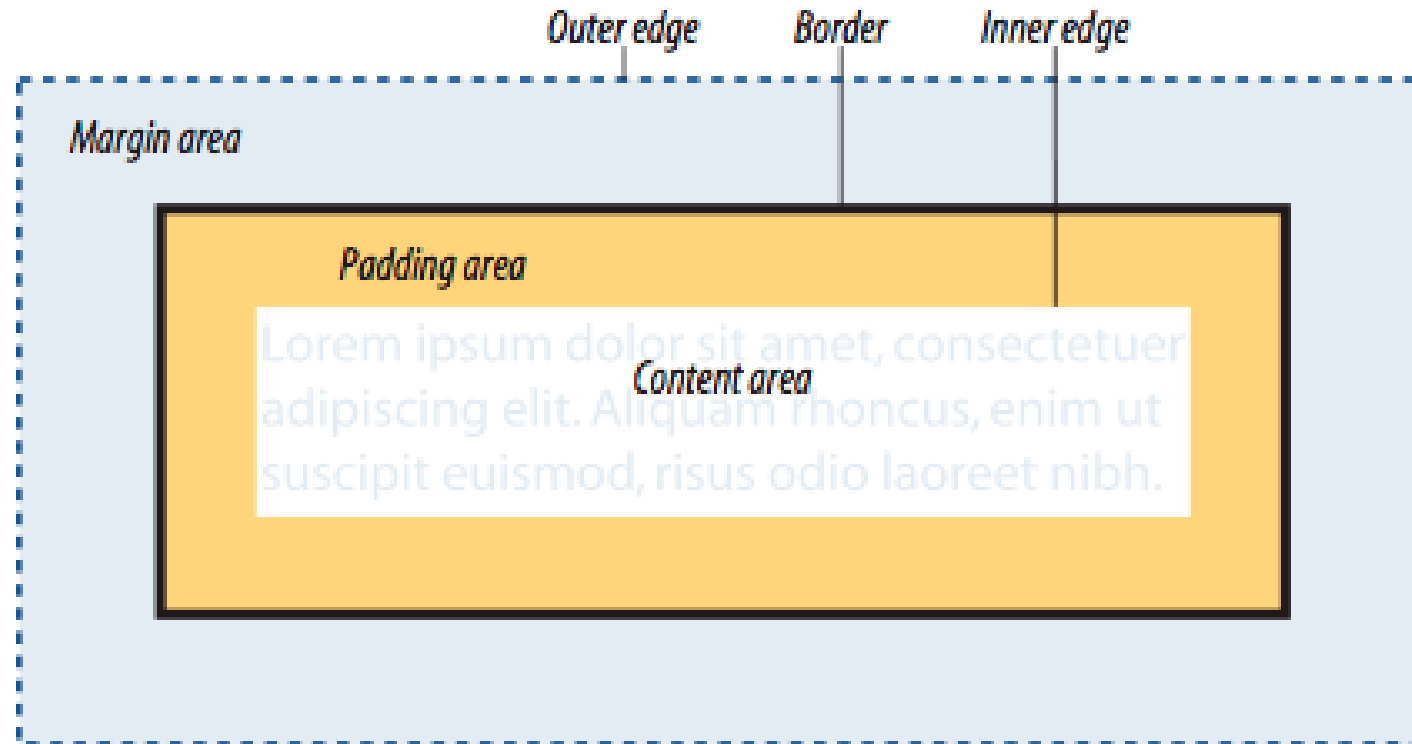 Outer edge Border Inner edge
Margin area
Padding area
Lorem ipsum dolor sit amet, consectetuer
Content area
adipiscing elit. Aliquam rhoncus, enim ut
suscipit euismod, risus odio laoreet nibh.